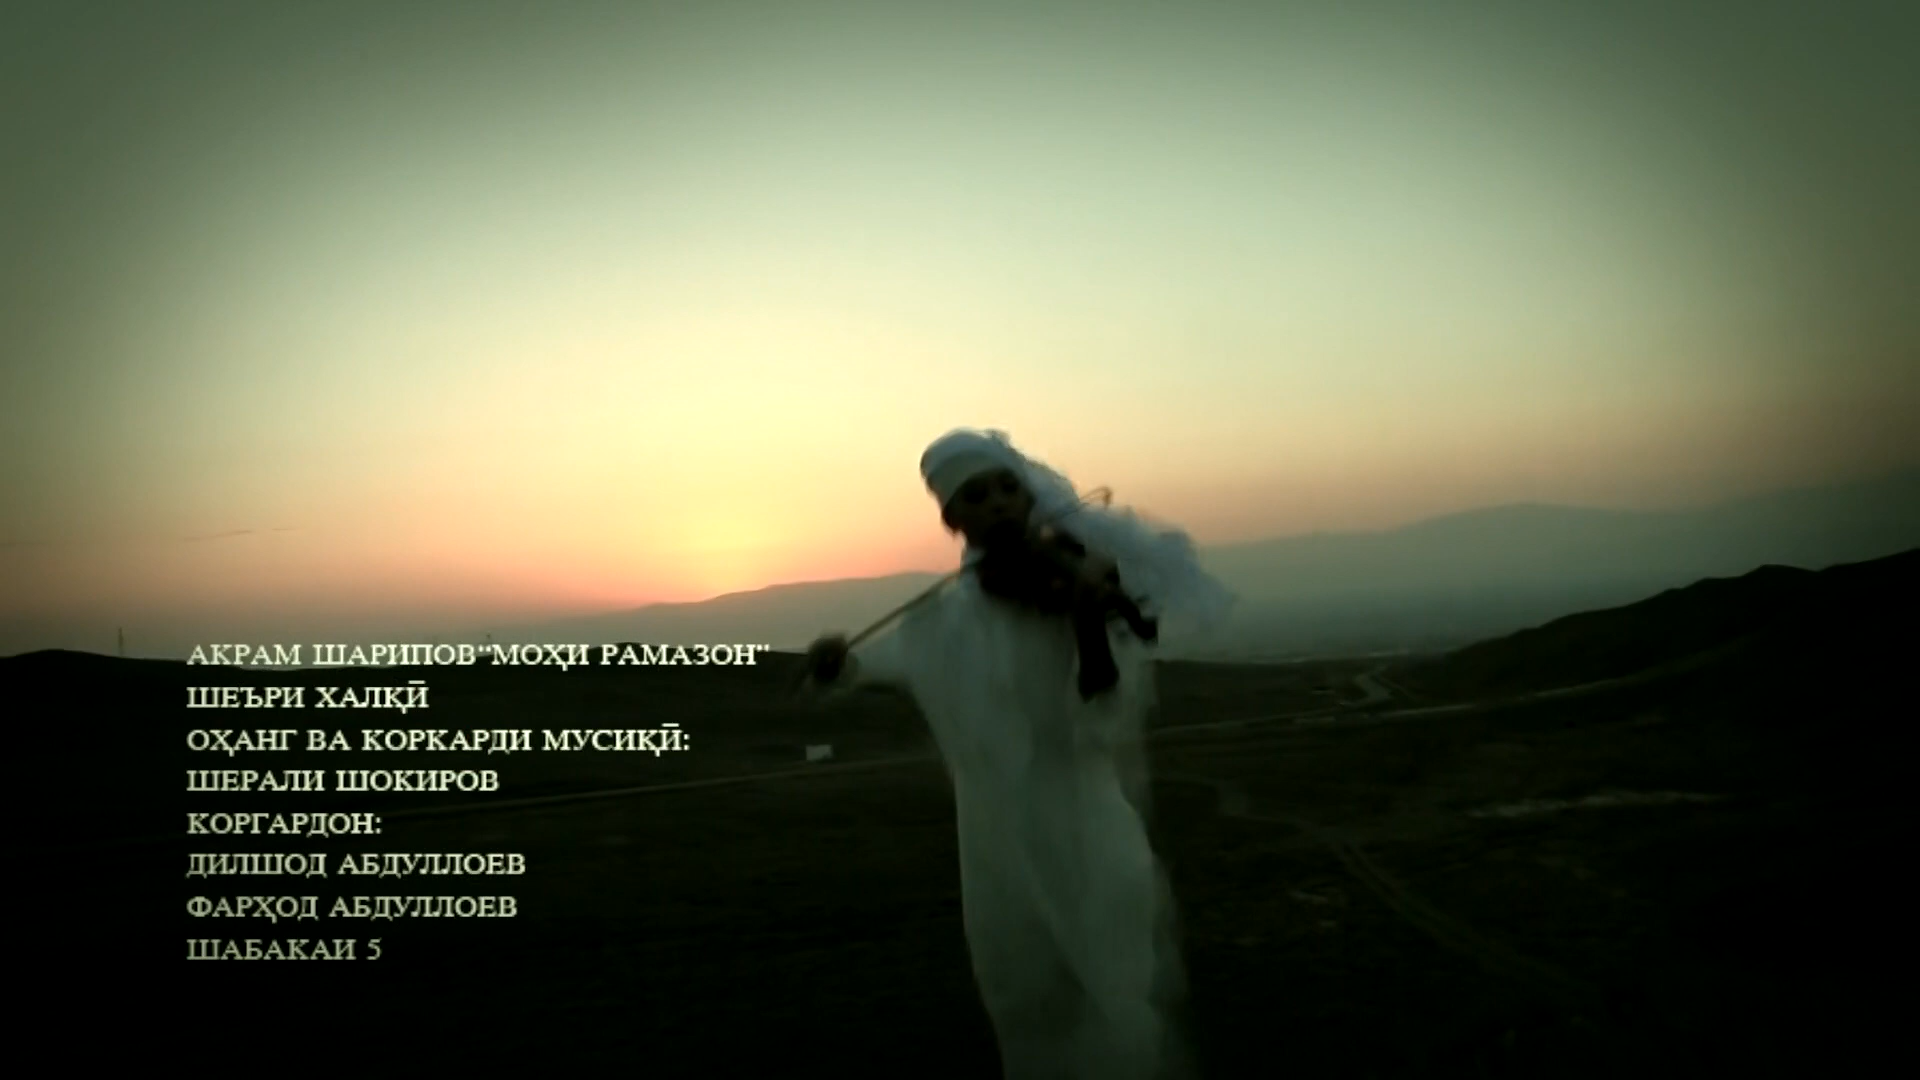 АКРАМ ШАРИПОВ“МОҲИ РАМАЗОН”
ШЕЪРИ ХАЛҚӢ
ОҲАНГ ВА КОРКАРДИ МУСИҚӢ:
ШЕРАЛИ ШОКИРОВ
КОРГАРДОН:
ДИЛШОД АБДУЛЛОЕВ
ФАРҲОД АБДУЛЛОЕВ
ШАБАКАИ 5